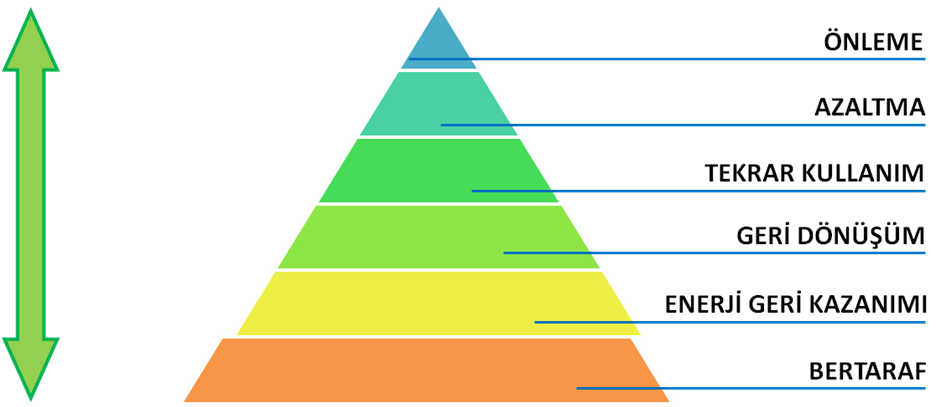 ÖNLEME
AZALTMA
TEKRAR KULLANIM
GERİ DÖNÜŞÜM
ENERJİ GERİ KAZANIMI
BERTARAF